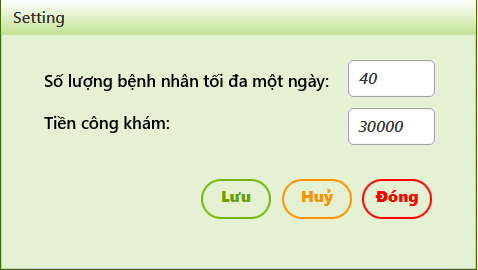 Setting
Số lượng bệnh nhân tối đa một ngày: 40
Tiền công khám: 30000
Lưu Huỷ Đóng